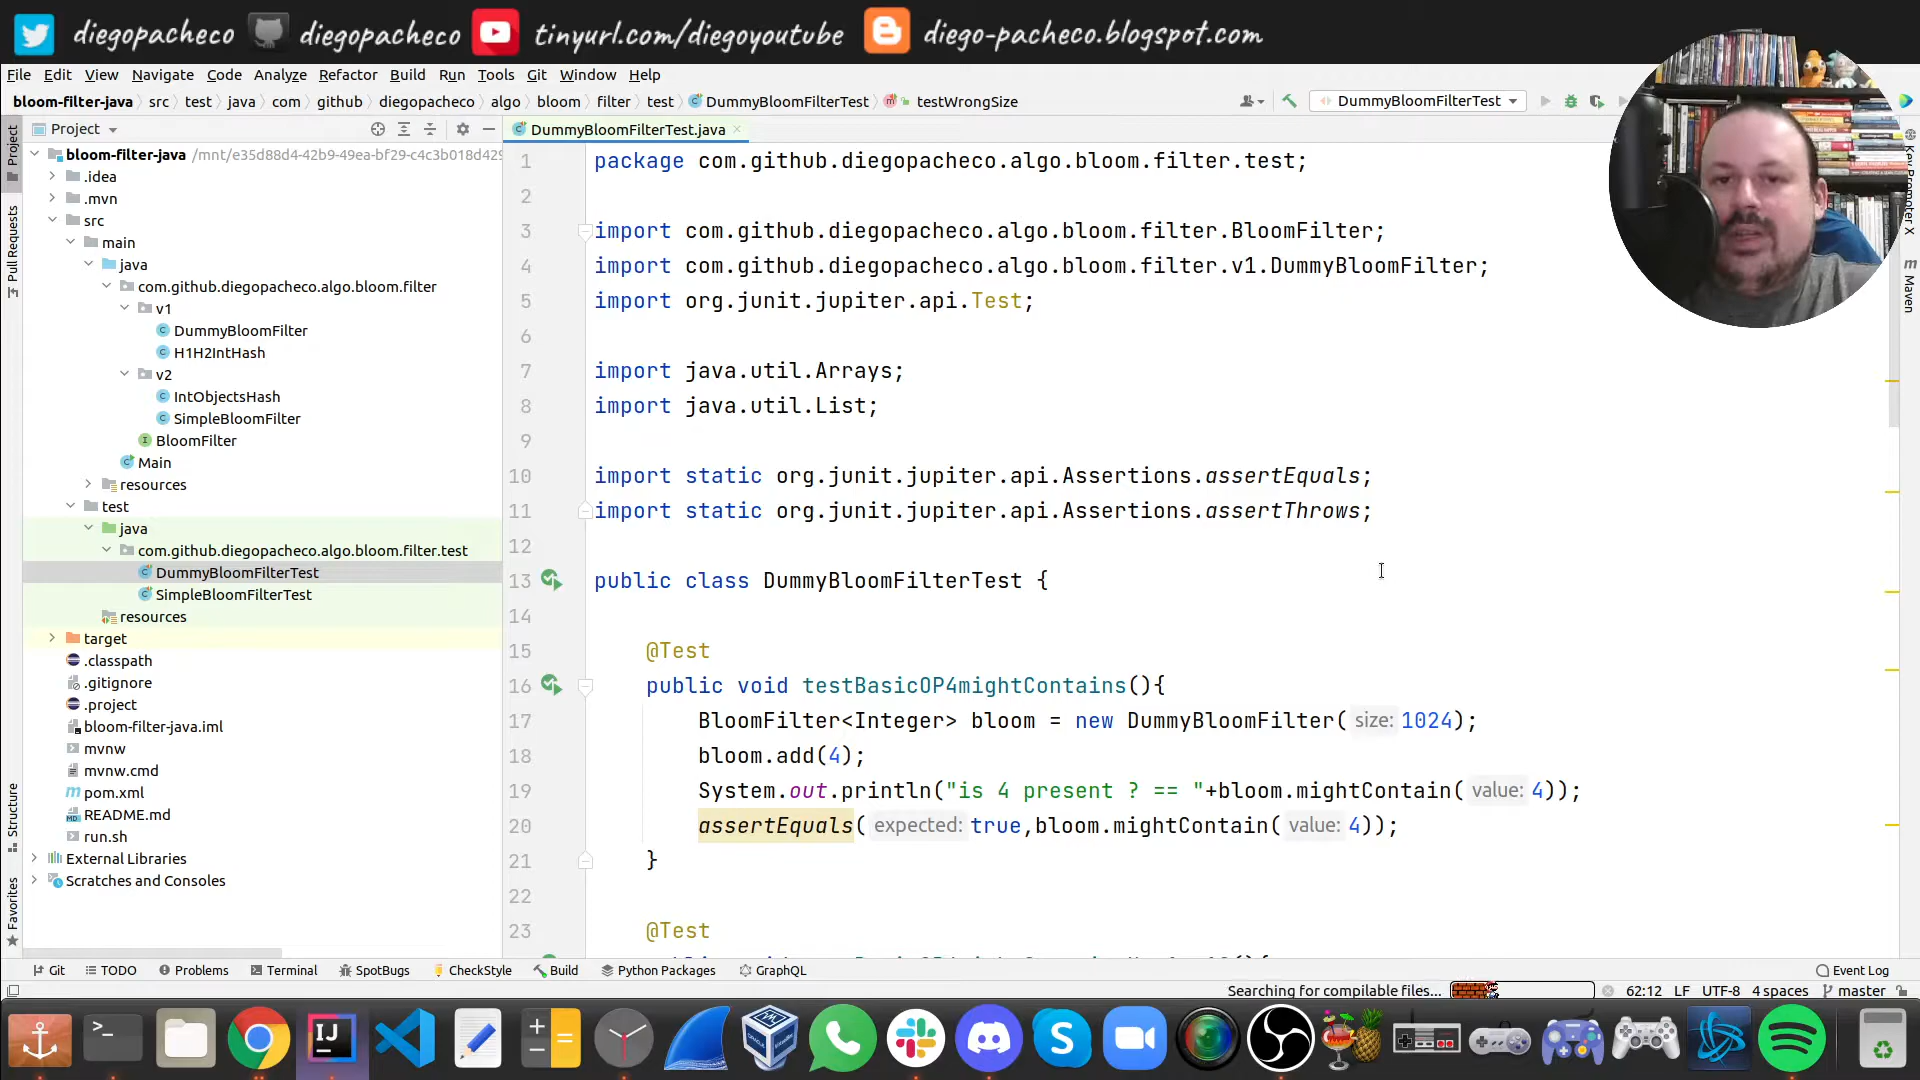 diegopacheco diegopacheco tinyurl.com/diegoyoutube diego-pacheco.blogspot.com
File Edit View Navigate Code Analyze Refactor Build Run Tools Git Window Help
bloom-filter-java src test java com github diegopacheco algo bloom filter test DummyBloomFilterTest testWrongSize DummyBloomFilterTest
Project
DummyBloomFilterTest.java
bloom-filter-java /mnt/e35d88d4-42b9-49ea-bf29-c4c3b018d429
.idea
.mvn
src
main
java
com.github.diegopacheco.algo.bloom.filter
v1
DummyBloomFilter
H1H2IntHash
v2
IntObjectsHash
SimpleBloomFilter
BloomFilter
Main
resources
test
java
com.github.diegopacheco.algo.bloom.filter.test
DummyBloomFilterTest
SimpleBloomFilterTest
resources
target
.classpath
.gitignore
.project
bloom-filter-java.iml
mvnw
mvnw.cmd
pom.xml
README.md
run.sh
External Libraries
Scratches and Consoles
Project
Pull Requests
Structure
Favorites
1 package com.github.diegopacheco.algo.bloom.filter.test;
2
3 import com.github.diegopacheco.algo.bloom.filter.BloomFilter;
4 import com.github.diegopacheco.algo.bloom.filter.v1.DummyBloomFilter;
5 import org.junit.jupiter.api.Test;
6
7 import java.util.Arrays;
8 import java.util.List;
9
10 import static org.junit.jupiter.api.Assertions.assertEquals;
11 import static org.junit.jupiter.api.Assertions.assertThrows;
12
13 public class DummyBloomFilterTest {
14
15 @Test
16 public void testBasicOP4mightContains(){
17 BloomFilter<Integer> bloom = new DummyBloomFilter( size: 1024);
18 bloom.add(4);
19 System.out.println("is 4 present ? == "+bloom.mightContain( value: 4));
20 assertEquals( expected: true,bloom.mightContain( value: 4));
21 }
22
23 @Test
Key Promoter X
Maven
Git TODO Problems Terminal SpotBugs CheckStyle Build Python Packages GraphQL Event Log
Searching for compilable files... 62:12 LF UTF-8 4 spaces master